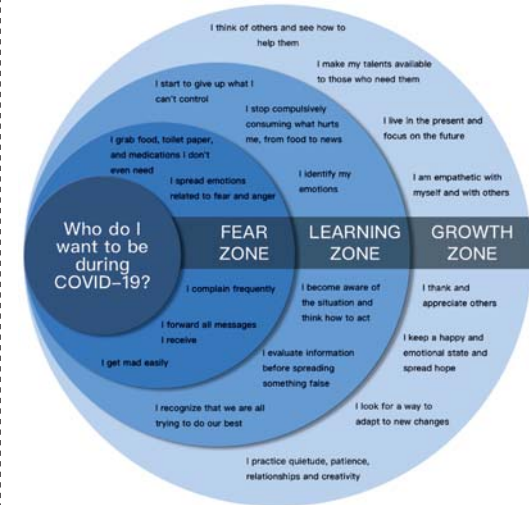 I think of others and see how to
help them
I make my talents available
to those who need them
I start to give up what I
can't control
I stop compulsively
consuming what hurts
me, from food to news
I live in the present and
focus on the future
I grab food, toilet paper,
and medications i don't
even need
I spread emotions
related to fear and anger
I identify my
emotions
I am empathetic with
myself and with others
Who do I
want to be
during
COVID-19?
FEAR
ZONE
LEARNING
ZONE
GROWTH
ZONE
I complain frequently
I become aware of
the situation and
think how to act
I thank and
appreciate others
I forward all messages
I receive
I keep a happy and
emotional state and
spread hope
I get mad easily
I evaluate information
before spreading
something false
I recognize that we are all
trying to do our best
I look for a way to
adapt to new changes
I practice quietude, patience,
relationships and creativity